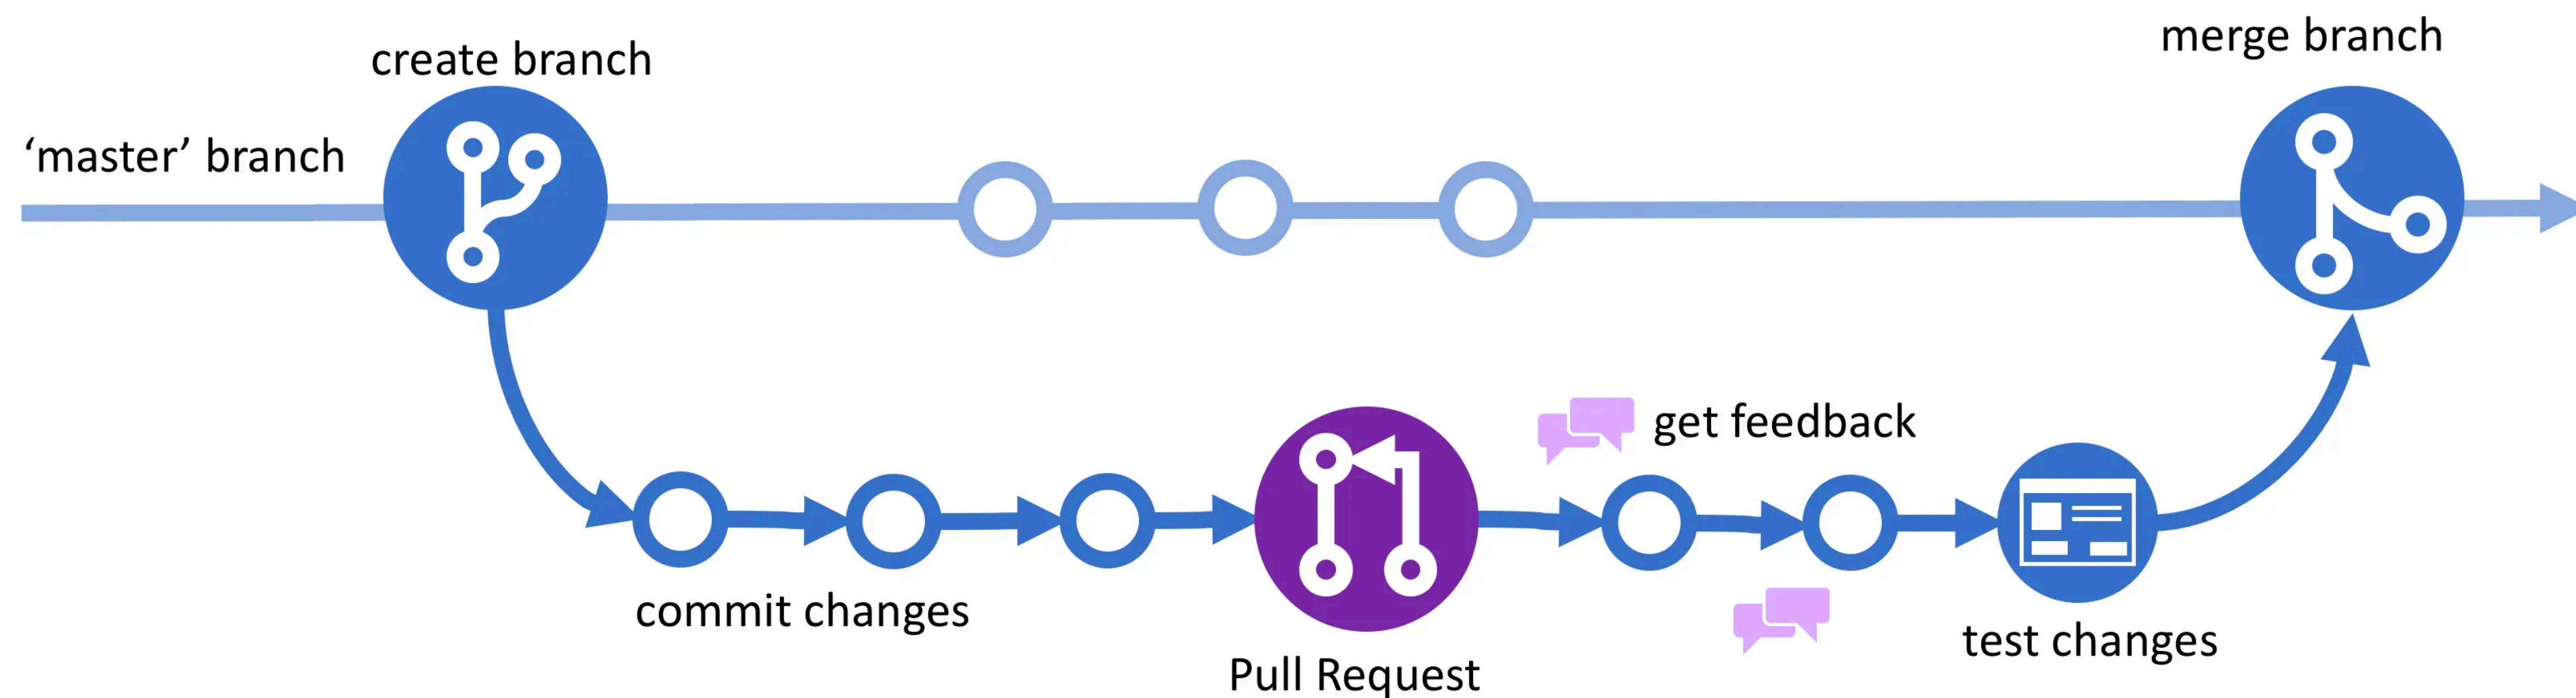 create branch
merge branch
‘master’ branch
get feedback
commit changes
test changes
Pull Request